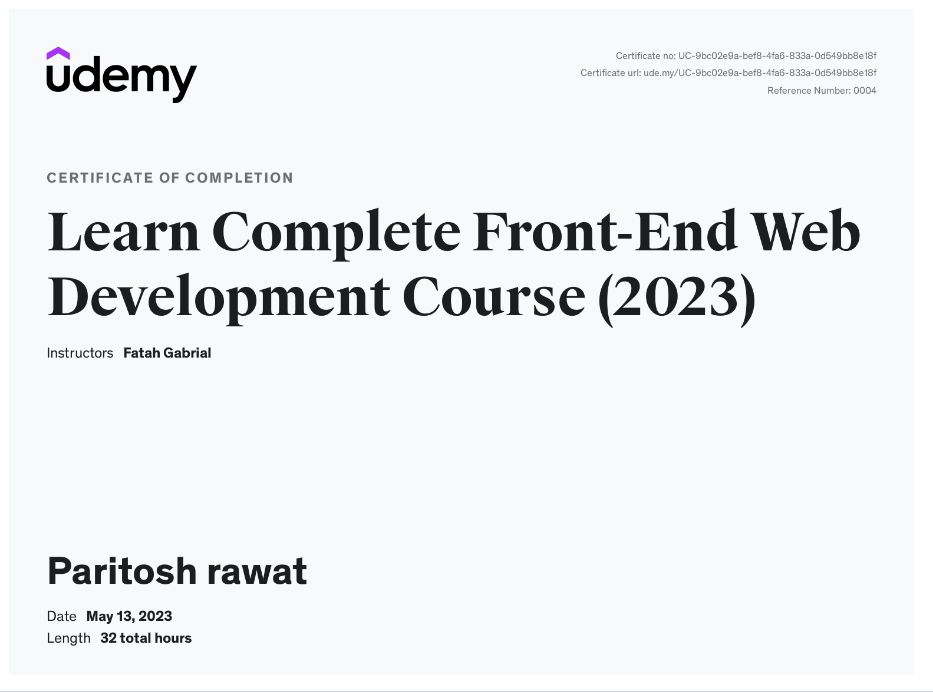 udemy
Certificate no: UC-9bc02e9a-bef8-4fa6-833a-0d549bb8e18f
Certificate url: ude.my/UC-9bc02e9a-bef8-4fa6-833a-0d549bb8e18f
Reference Number: 0004
CERTIFICATE OF COMPLETION
Learn Complete Front-End Web
Development Course (2023)
Instructors Fatah Gabrial
Paritosh rawat
Date May 13, 2023
Length 32 total hours